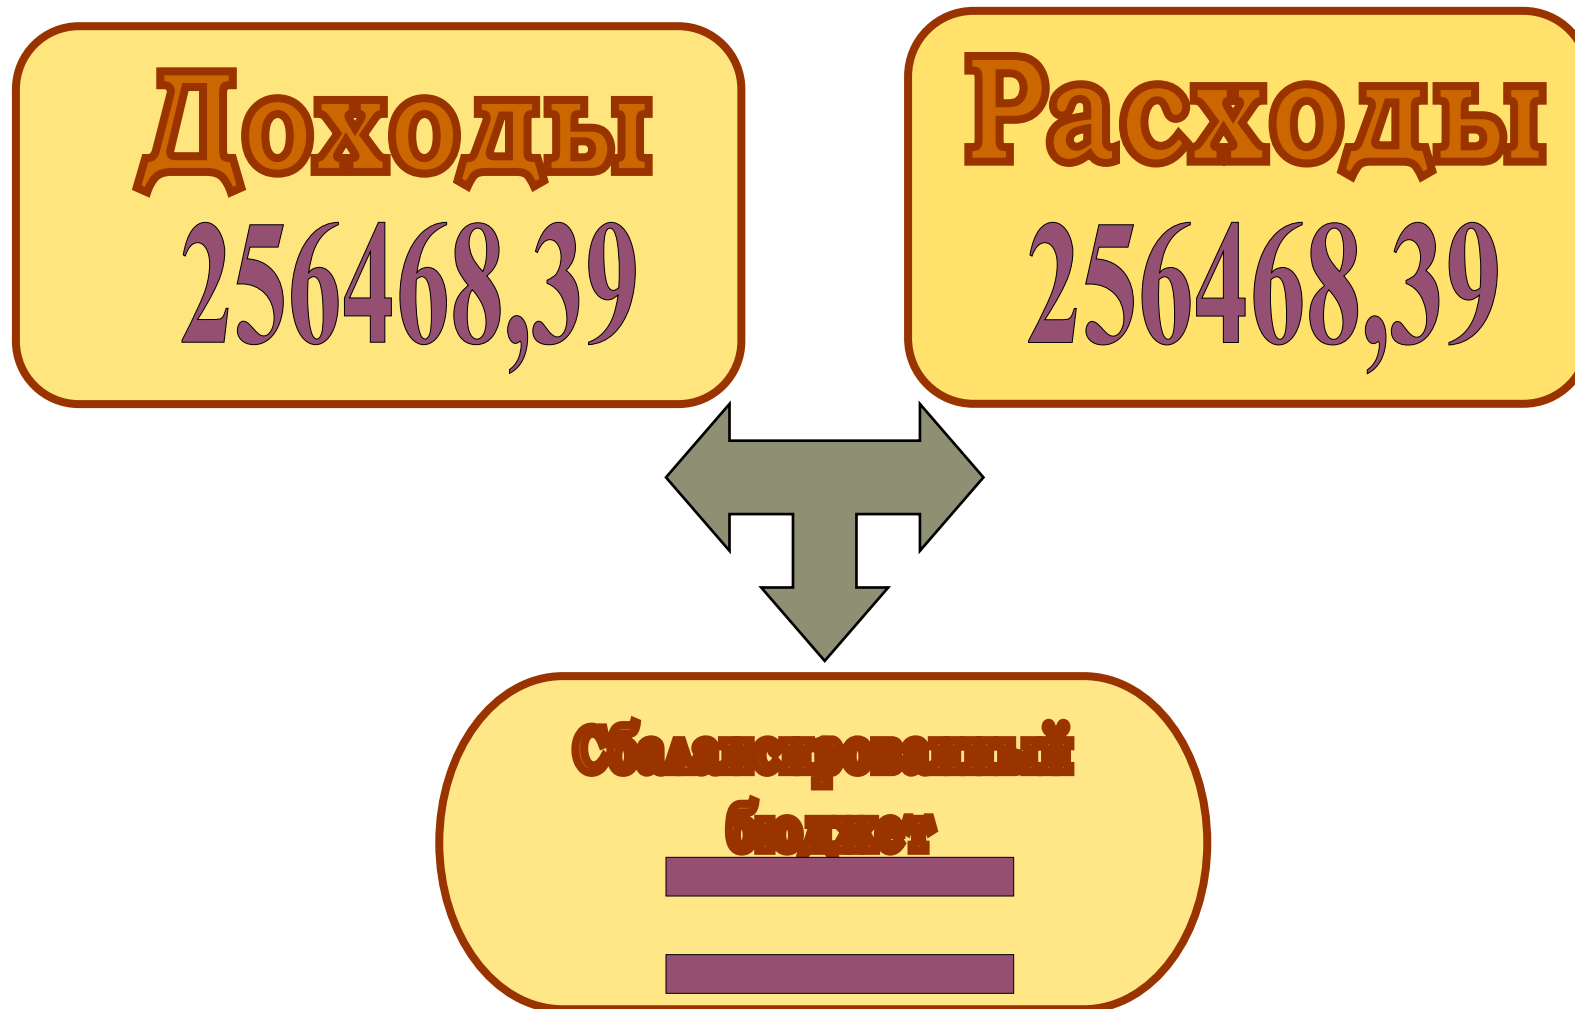 Доходы
256468,39
Расходы
256468,39
Сбалансированный
бюджет